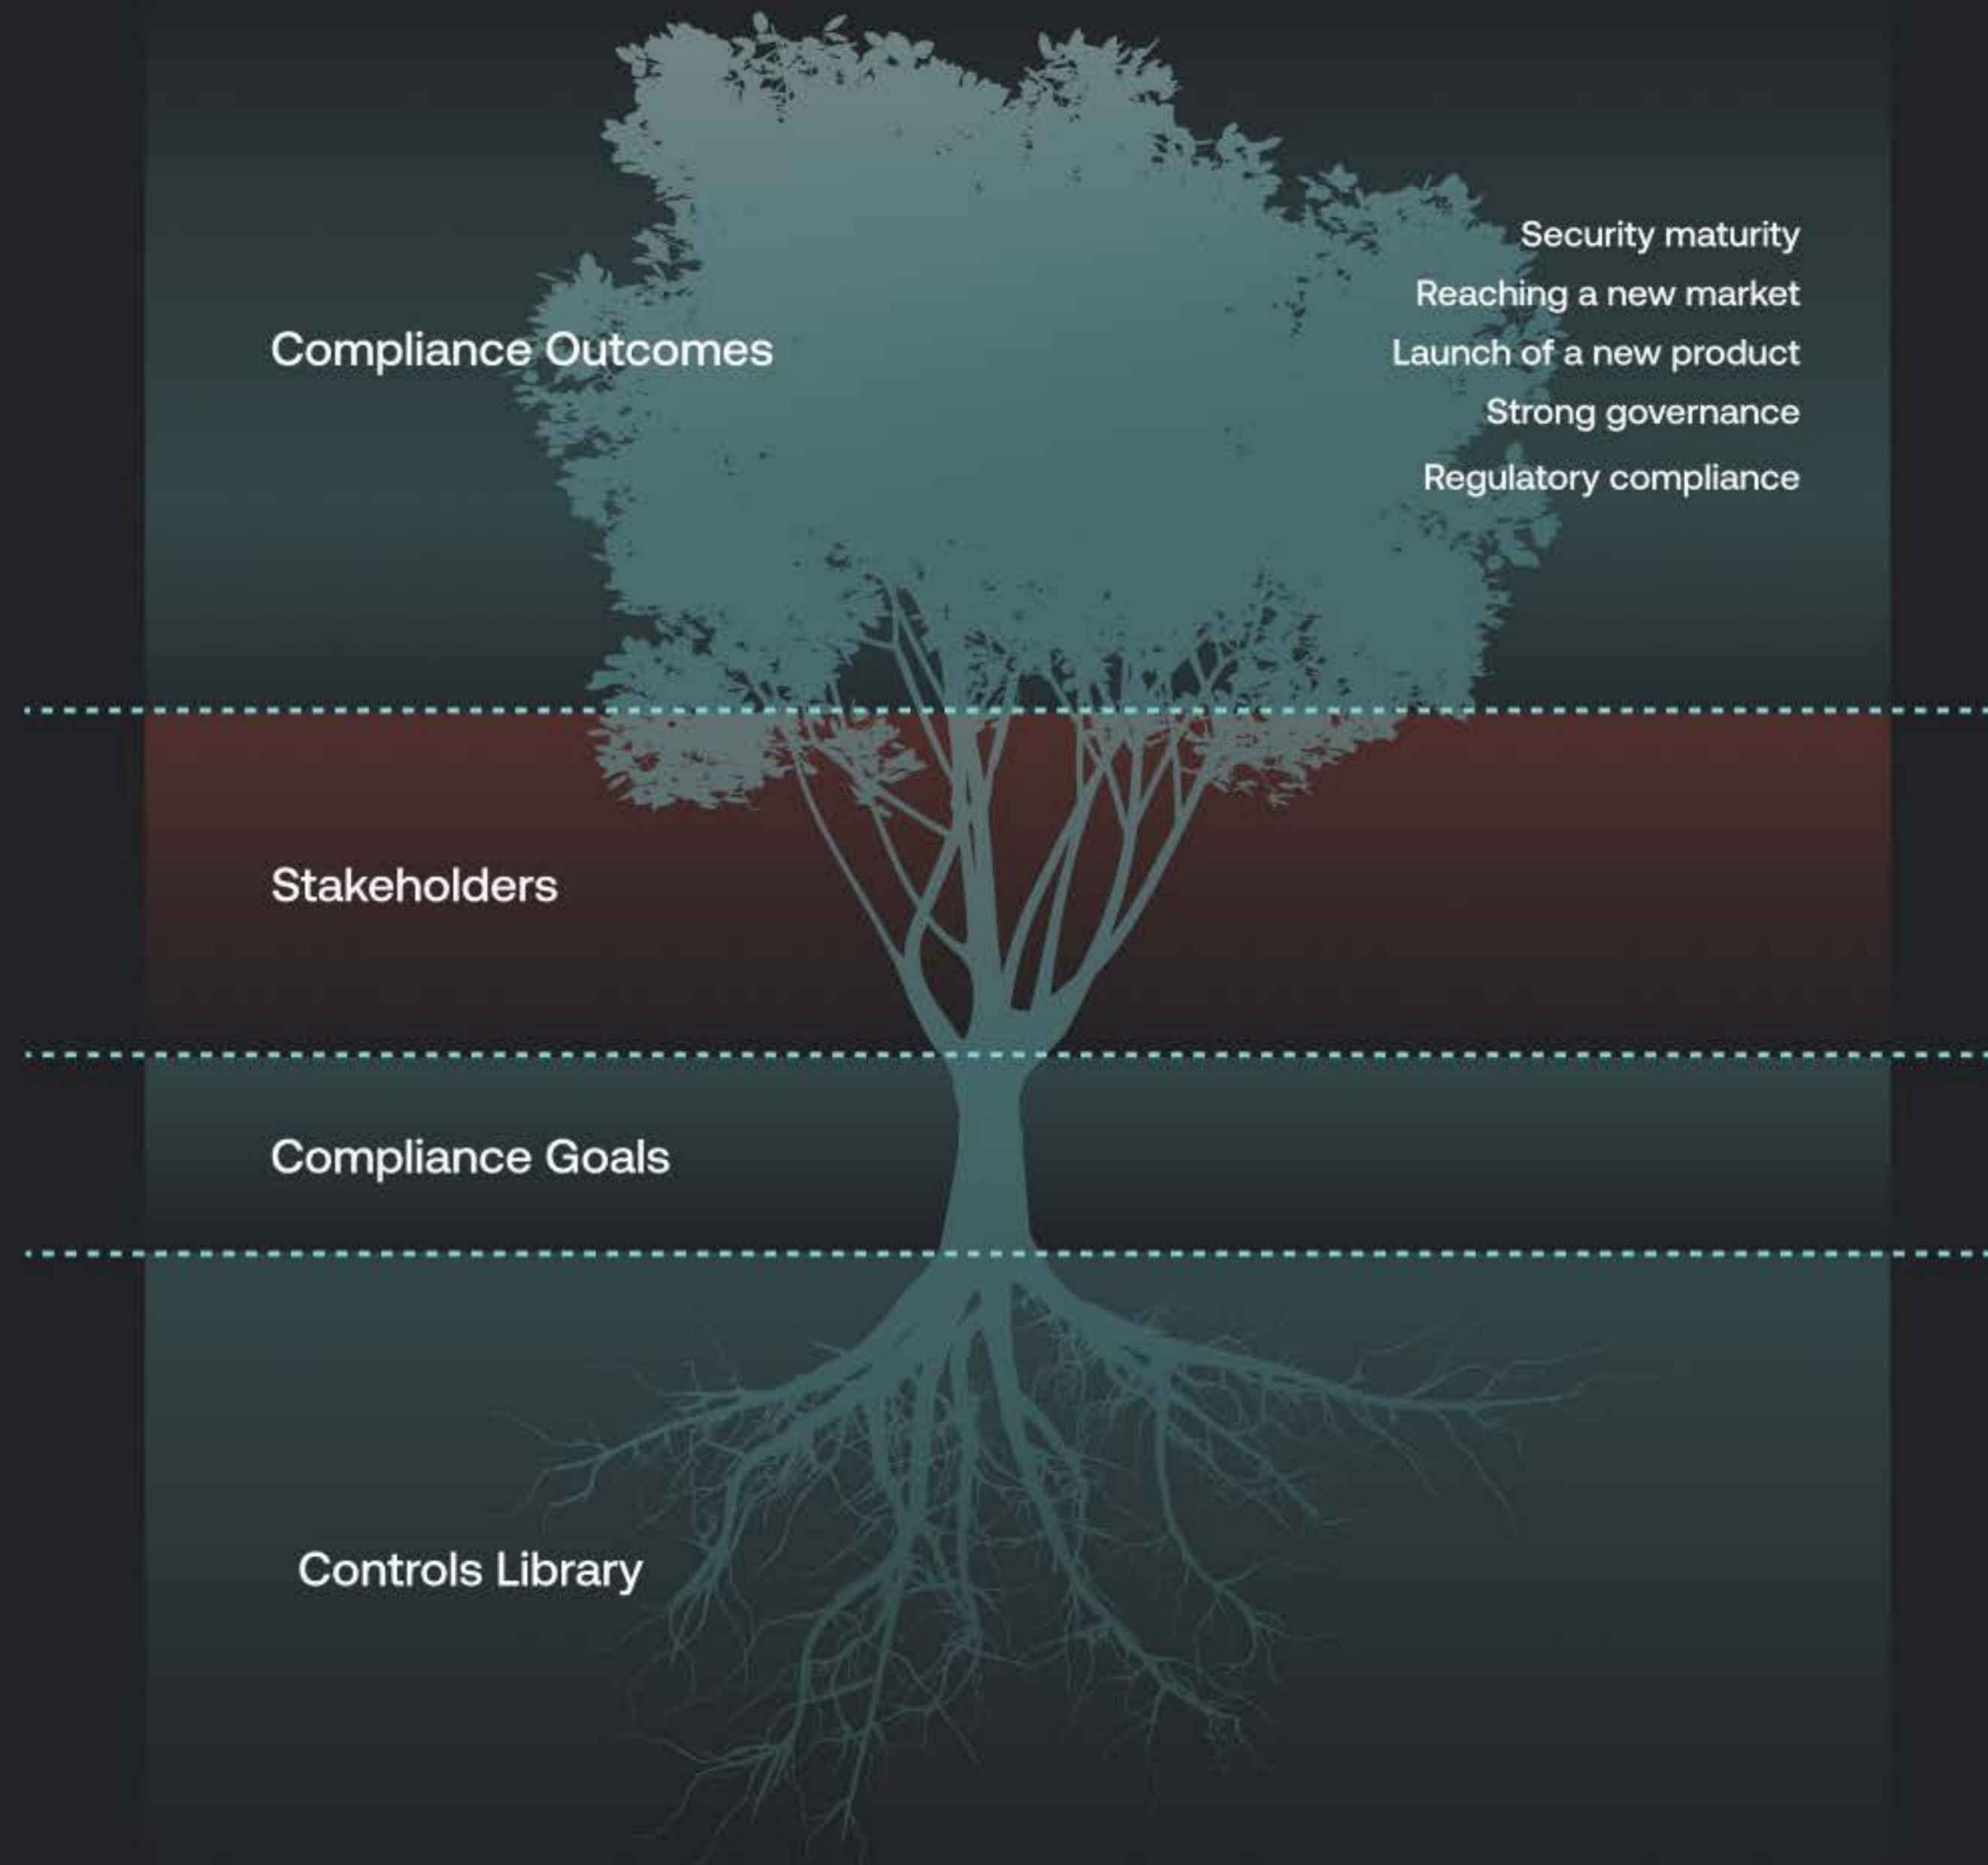 Compliance Outcomes
Security maturity
Reaching a new market
Launch of a new product
Strong governance
Regulatory compliance
Stakeholders
Compliance Goals
Controls Library